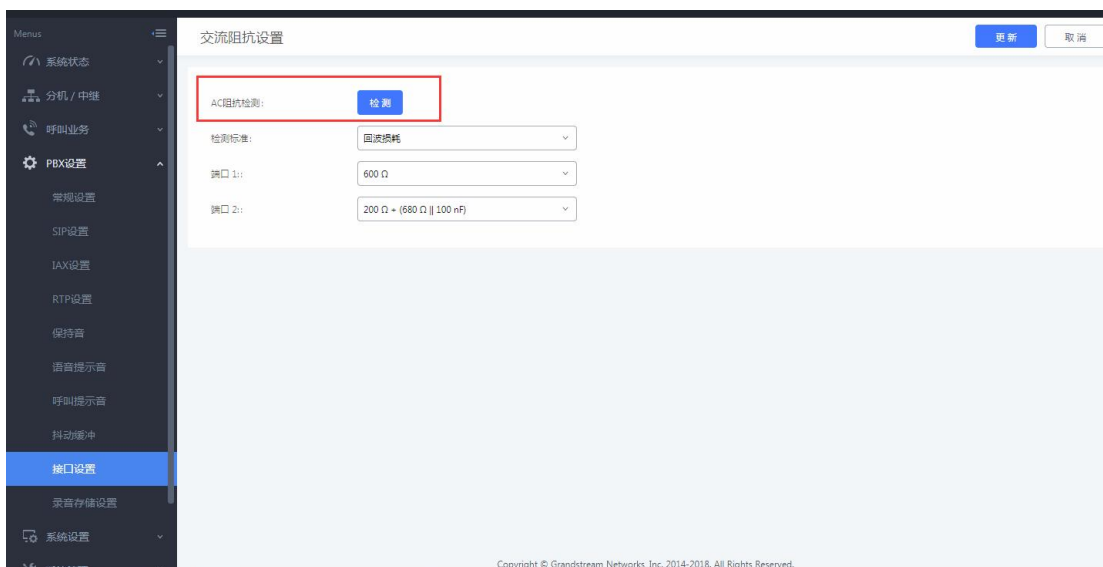 Menus
交流阻抗设置
更新
取消
系统状态
分机 / 中继
呼叫业务
PBX设置
常规设置
SIP设置
IAX设置
RTP设置
保持音
语音提示音
呼叫提示音
抖动缓冲
接口设置
录音存储设置
系统设置
AC阻抗检测:
检测
检测标准:
回波损耗
端口 1::
600 Ω
端口 2::
200 Ω + (680 Ω || 100 nF)
Copyright © Grandstream Networks, Inc. 2014-2018. All Rights Reserved.